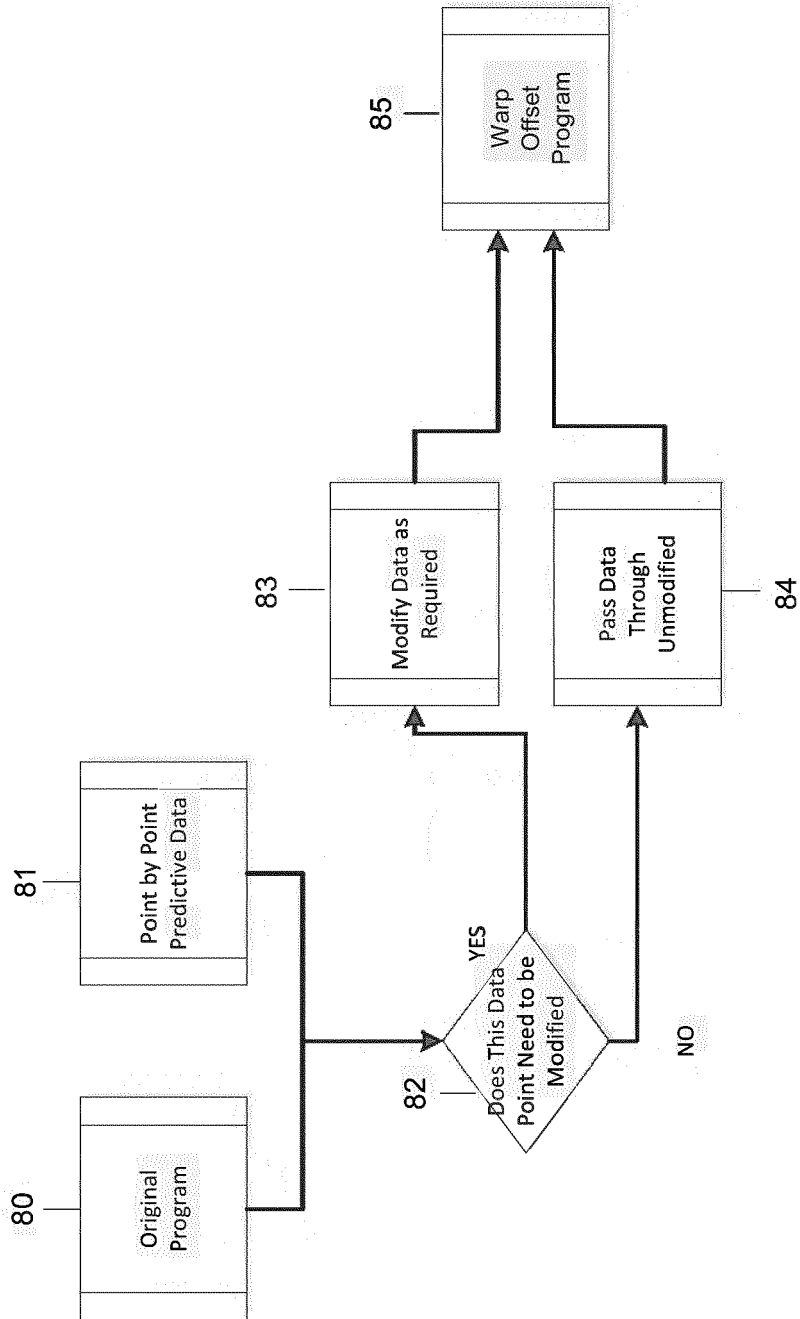 80
Original
Program
81
Point by Point
Predictive Data
82
Does This Data
Point Need to be
Modified
YES
NO
83
Modify Data as
Required
84
Pass Data
Through
Unmodified
85
Warp
Offset
Program